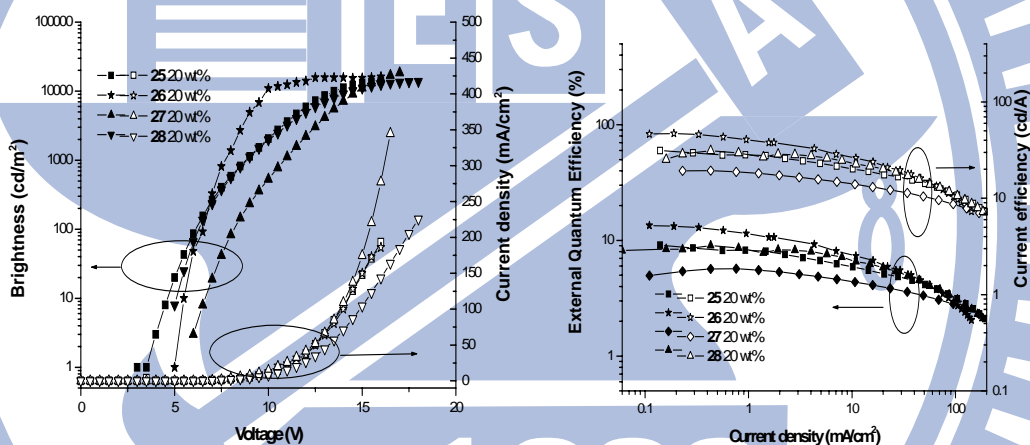 100000
10000
1000
100
10
1
Brightness (cd/m²)
25 20 wt%
26 20 wt%
27 20 wt%
28 20 wt%
0 5 10 15 20
Voltage (V)
500
450
400
350
300
250
200
150
100
50
0
Current density (mA/cm²)
External Quantum Efficiency (%)
100
10
1
25 20 wt%
26 20 wt%
27 20 wt%
28 20 wt%
0.1 1 10 100
Current density (mA/cm²)
100
10
1
0.1
Current efficiency (cd/A)
E S
8